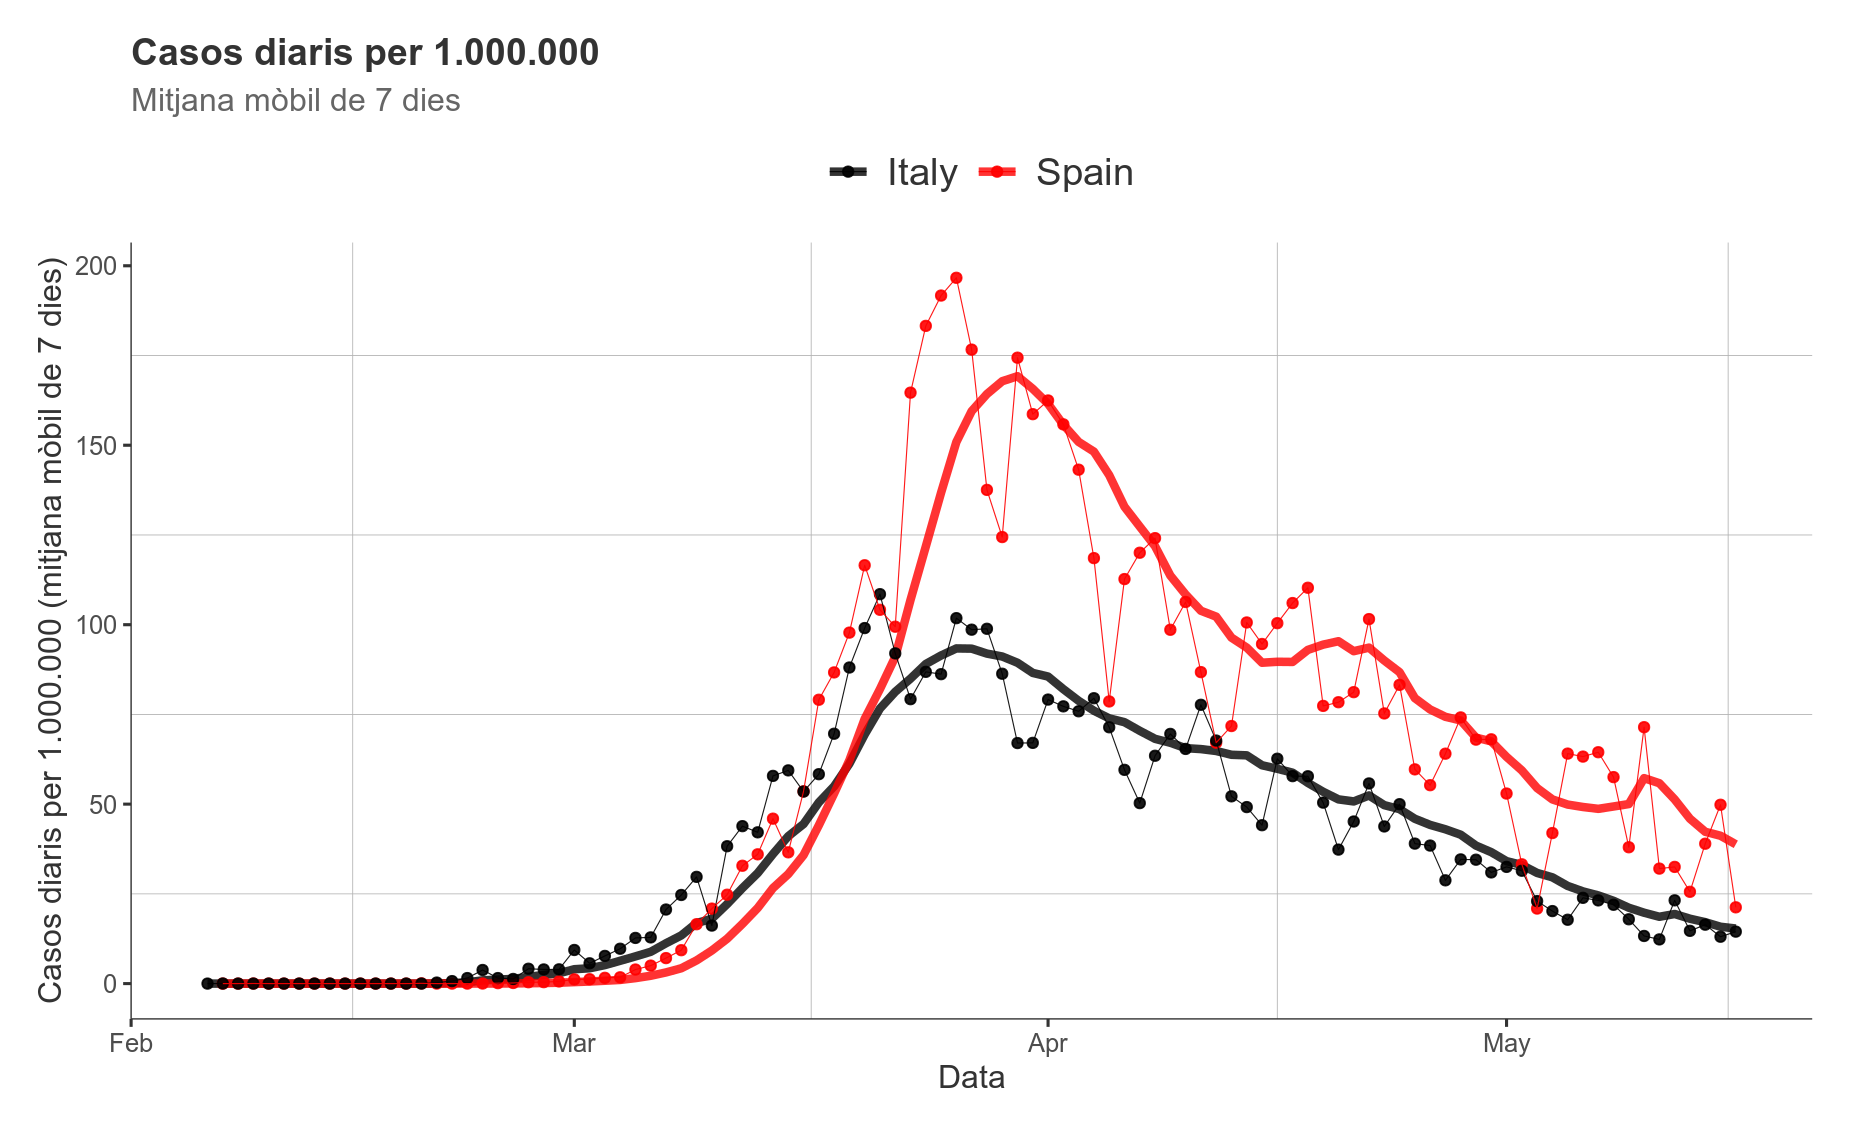 Casos diaris per 1.000.000
Mitjana mòbil de 7 dies
Italy
Spain
Casos diaris per 1.000.000 (mitjana mòbil de 7 dies)
200
150
100
50
0
Feb
Mar
Apr
May
Data